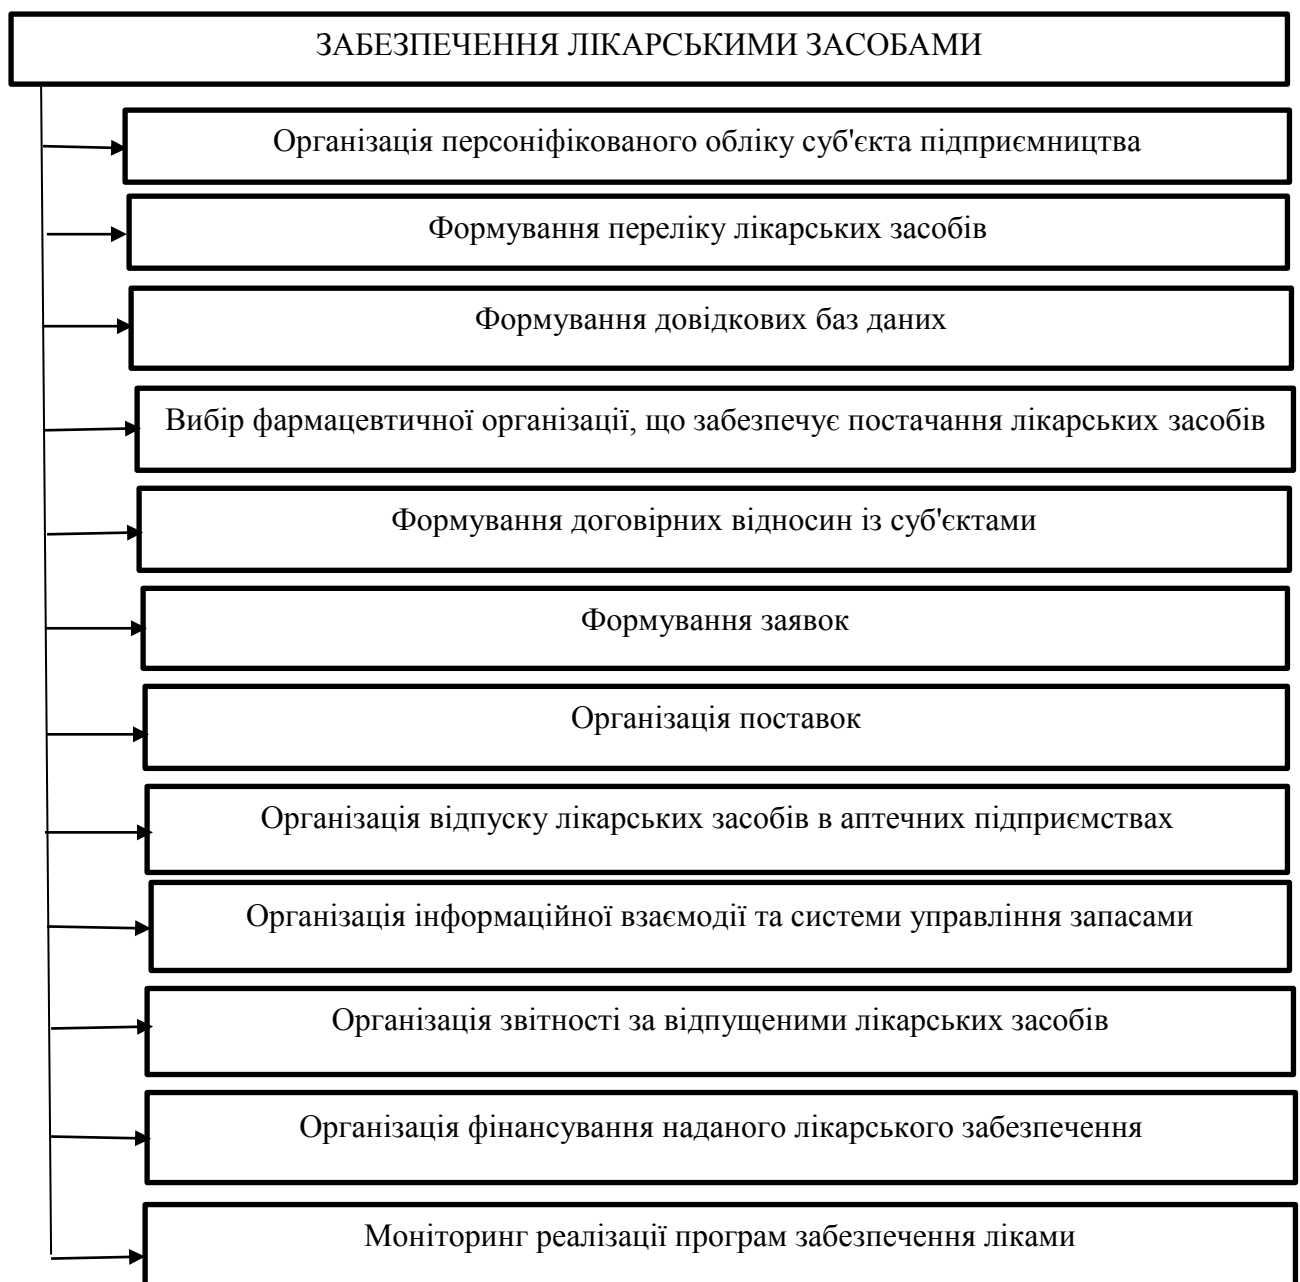 ЗАБЕЗПЕЧЕННЯ ЛІКАРСЬКИМИ ЗАСОБАМИ
Організація персоніфікованого обліку суб'єкта підприємництва
Формування переліку лікарських засобів
Формування довідкових баз даних
Вибір фармацевтичної організації, що забезпечує постачання лікарських засобів
Формування договірних відносин із суб'єктами
Формування заявок
Організація поставок
Організація відпуску лікарських засобів в аптечних підприємствах
Організація інформаційної взаємодії та системи управління запасами
Організація звітності за відпущеними лікарських засобів
Організація фінансування наданого лікарського забезпечення
Моніторинг реалізації програм забезпечення ліками